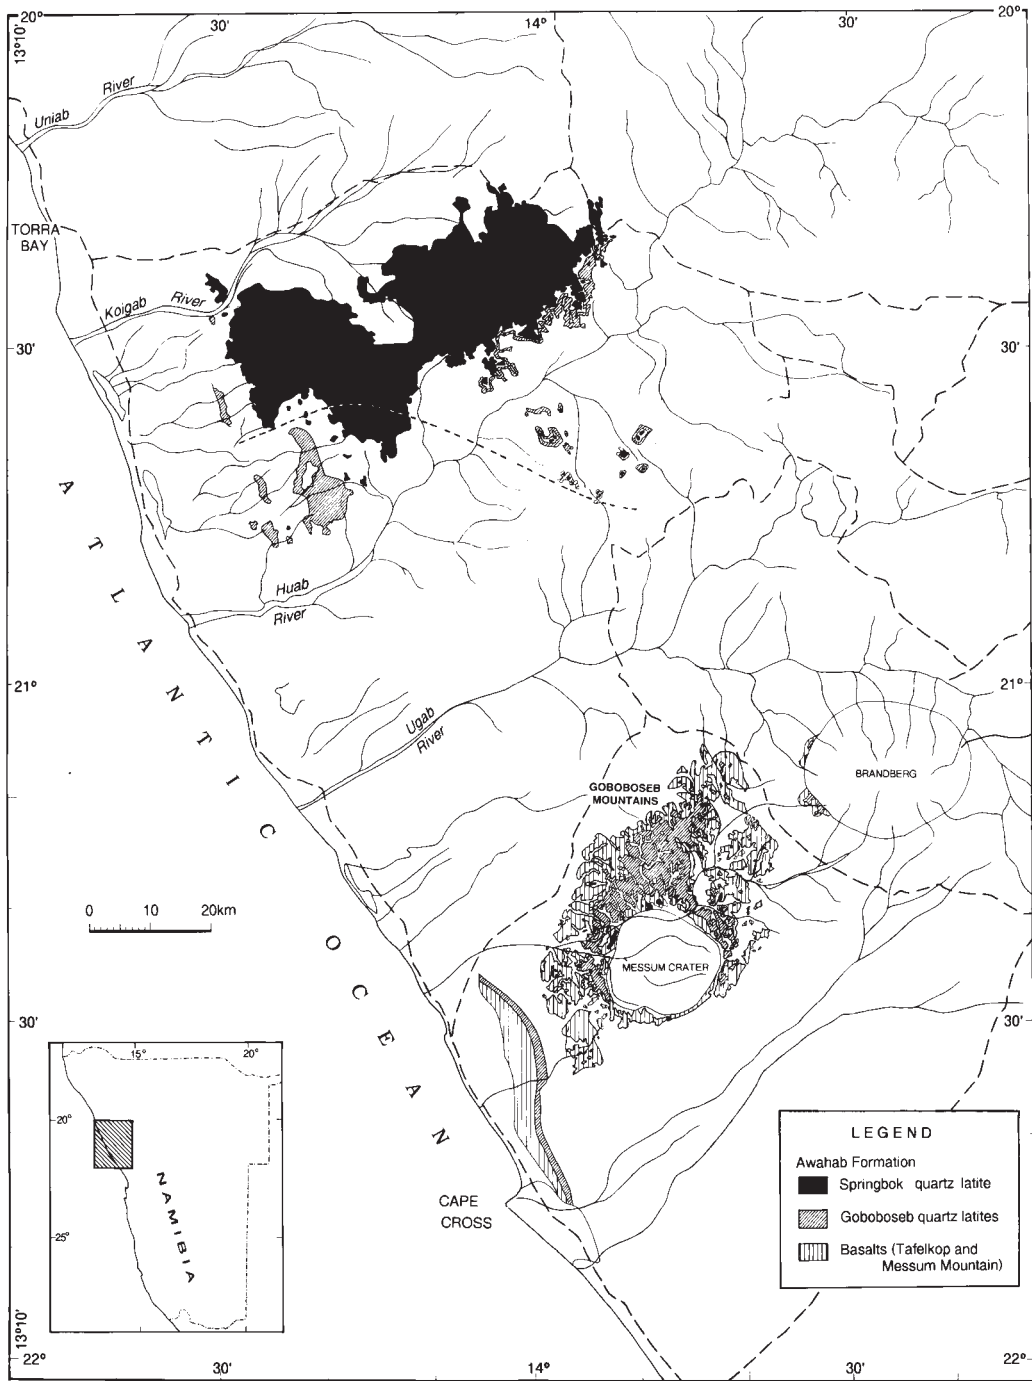 20°
13°10'
30'
14°
30'
20°
Uniab
River
TORRA
BAY
Koigab
River
30'
30'
Huab
River
ATLANTIC OCEAN
21°
21°
Ugab
River
GOBOBOSEB
MOUNTAINS
BRANDBERG
0 10 20km
MESSUM CRATER
30'
30'
15°
20°
20°
25°
NAMIBIA
CAPE
CROSS
LEGEND
Awahab Formation
Springbok quartz latite
Goboboseb quartz latites
Basalts (Tafelkop and
Messum Mountain)
13°10'
22°
30'
14°
30'
22°